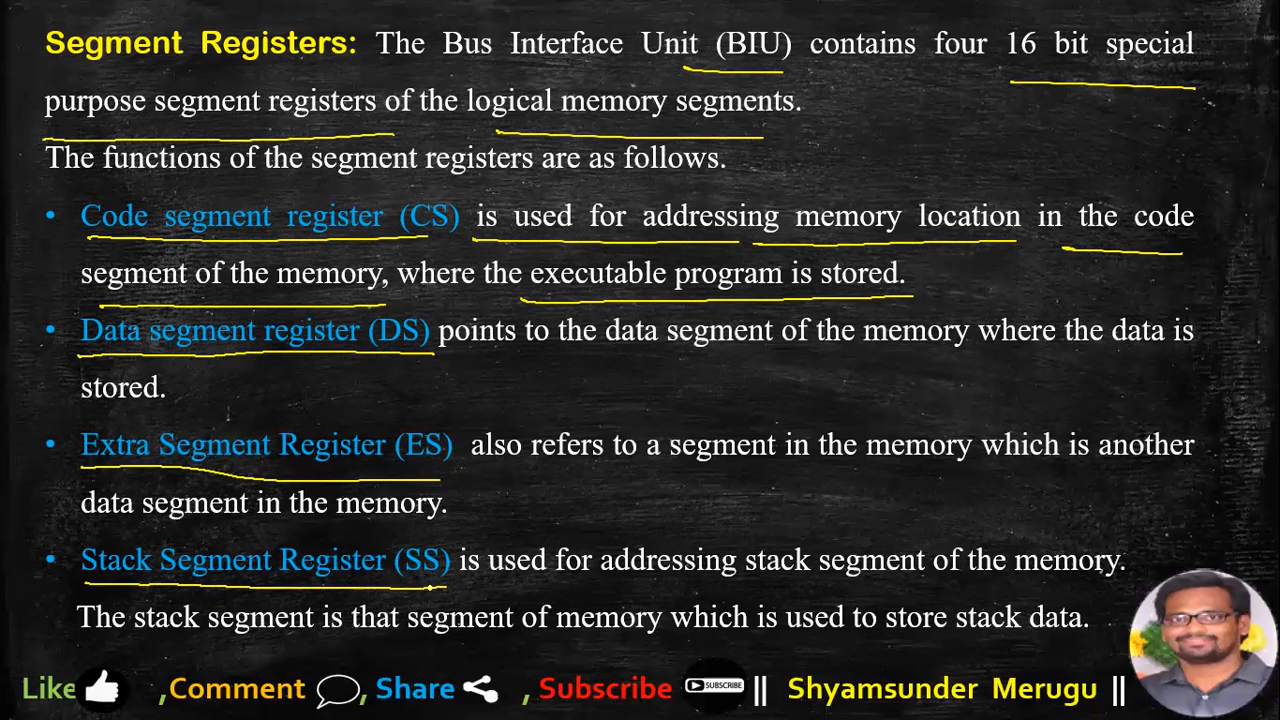 Segment Registers: The Bus Interface Unit (BIU) contains four 16 bit special
purpose segment registers of the logical memory segments.
The functions of the segment registers are as follows.
• Code segment register (CS) is used for addressing memory location in the code
segment of the memory, where the executable program is stored.
• Data segment register (DS) points to the data segment of the memory where the data is
stored.
• Extra Segment Register (ES) also refers to a segment in the memory which is another
data segment in the memory.
• Stack Segment Register (SS) is used for addressing stack segment of the memory.
The stack segment is that segment of memory which is used to store stack data.
Like ,Comment , Share , Subscribe SUBSCRIBE || Shyamsunder Merugu ||